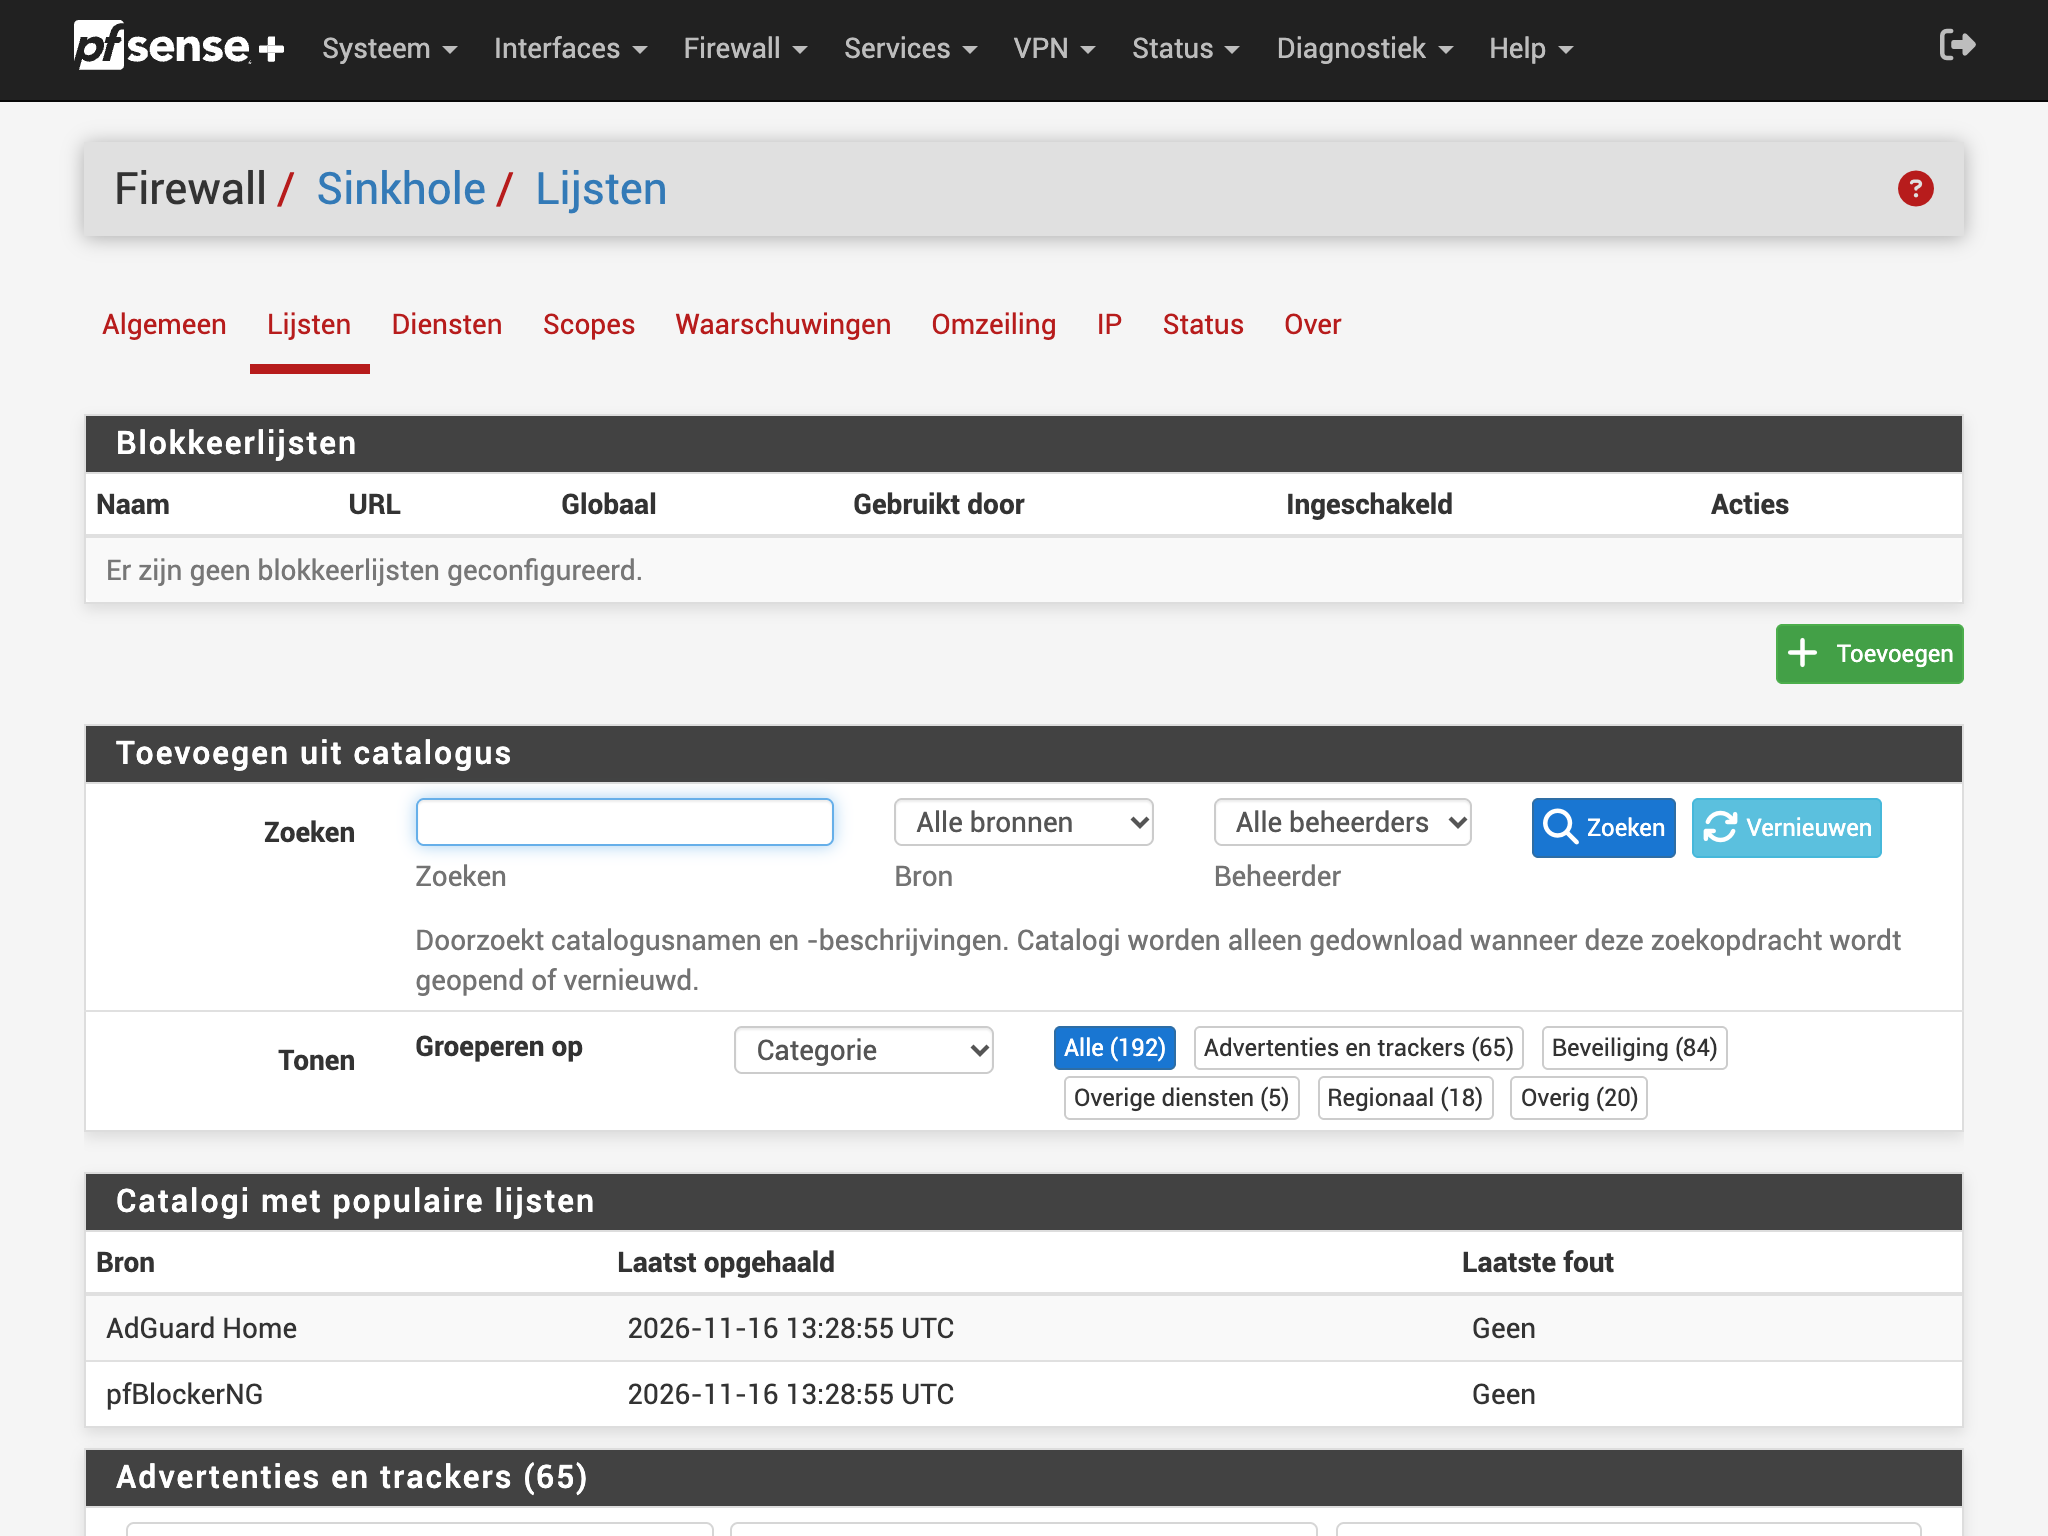 pfsense+ Systeem Interfaces Firewall Services VPN Status Diagnostiek Help
Firewall / Sinkhole / Lijsten ?
Algemeen Lijsten Diensten Scopes Waarschuwingen Omzeiling IP Status Over
Blokkeerlijsten
Naam URL Globaal Gebruikt door Ingeschakeld Acties
Er zijn geen blokkeerlijsten geconfigureerd.
Toevoegen
Toevoegen uit catalogus
Zoeken Alle bronnen Alle beheerders Zoeken Vernieuwen
Zoeken Bron Beheerder
Doorzoekt catalogusnamen en -beschrijvingen. Catalogi worden alleen gedownload wanneer deze zoekopdracht wordt
geopend of vernieuwd.
Tonen Groeperen op Categorie Alle (192) Advertenties en trackers (65) Beveiliging (84)
Overige diensten (5) Regionaal (18) Overig (20)
Catalogi met populaire lijsten
Bron Laatst opgehaald Laatste fout
AdGuard Home 2026-11-16 13:28:55 UTC Geen
pfBlockerNG 2026-11-16 13:28:55 UTC Geen
Advertenties en trackers (65)